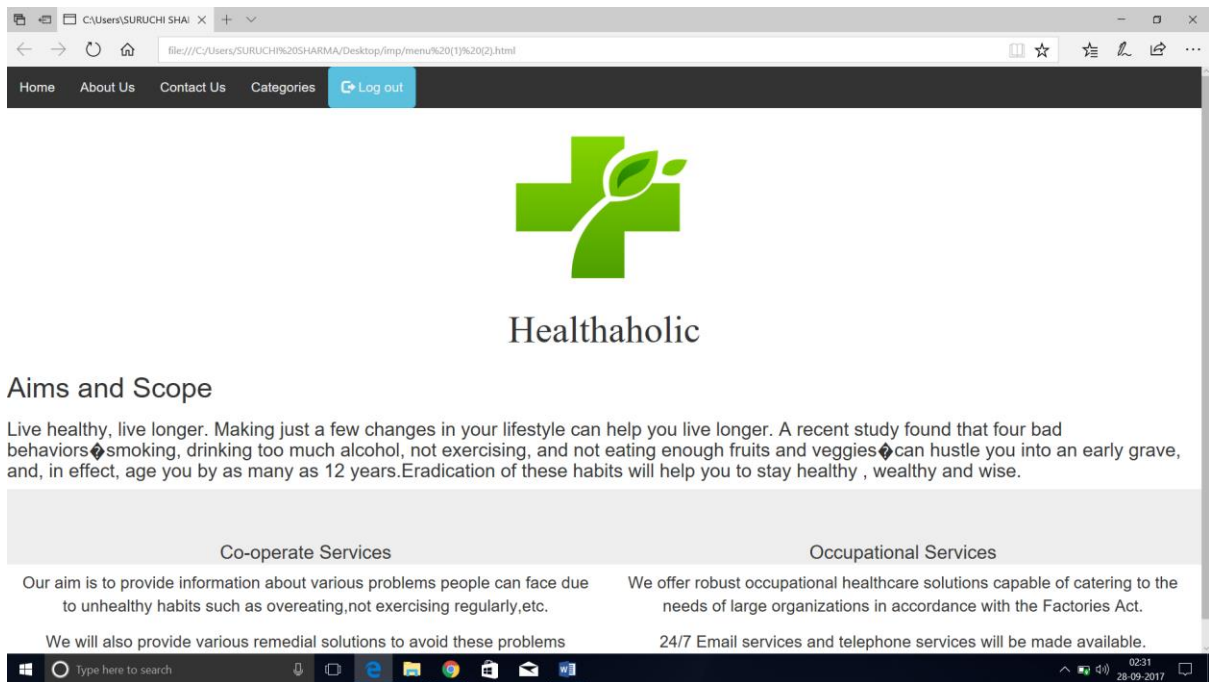 C:\Users\SURUCHI SHAI
file:///C:/Users/SURUCHI%20SHARMA/Desktop/imp/menu%20(1)%20(2).html
Home About Us Contact Us Categories Log out
Healthaholic
Aims and Scope
Live healthy, live longer. Making just a few changes in your lifestyle can help you live longer. A recent study found that four bad
behaviors�smoking, drinking too much alcohol, not exercising, and not eating enough fruits and veggies�can hustle you into an early grave,
and, in effect, age you by as many as 12 years.Eradication of these habits will help you to stay healthy , wealthy and wise.
Co-operate Services
Our aim is to provide information about various problems people can face due
to unhealthy habits such as overeating,not exercising regularly,etc.
We will also provide various remedial solutions to avoid these problems
Occupational Services
We offer robust occupational healthcare solutions capable of catering to the
needs of large organizations in accordance with the Factories Act.
24/7 Email services and telephone services will be made available.
Type here to search
02:31
28-09-2017